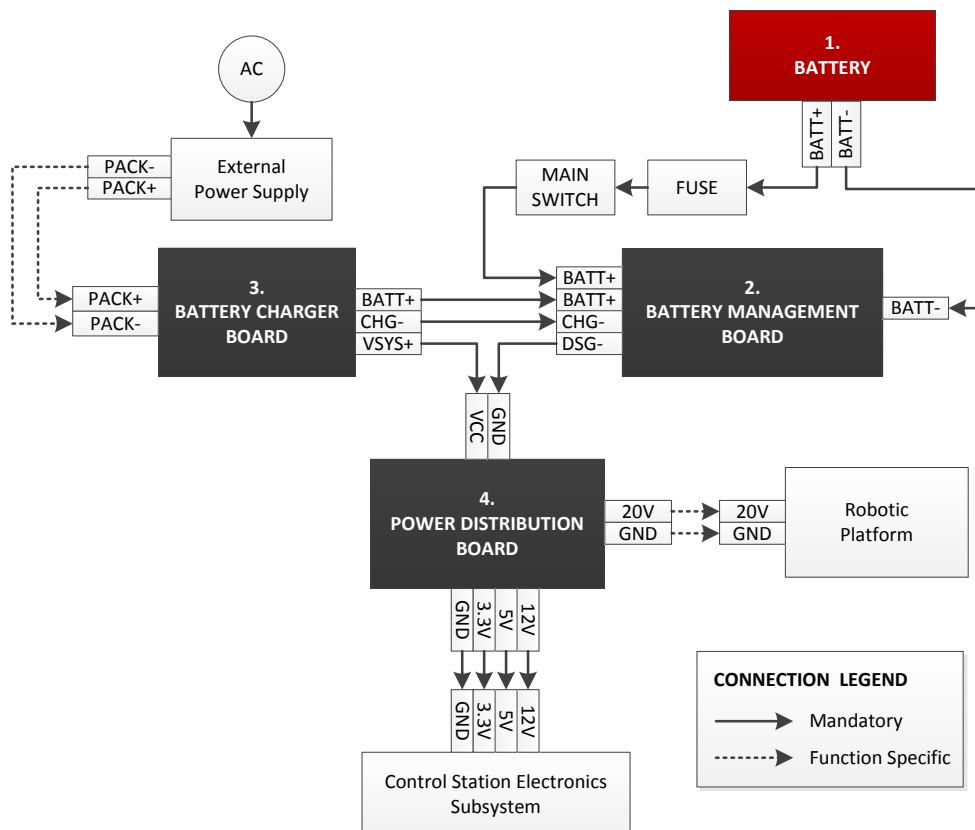 AC
1.
BATTERY
BATT+
BATT-
PACK-
PACK+
External
Power Supply
MAIN
SWITCH
FUSE
PACK+
PACK-
3.
BATTERY CHARGER
BOARD
BATT+
CHG-
VSYS+
BATT+
BATT+
CHG-
DSG-
2.
BATTERY MANAGEMENT
BOARD
BATT-
VCC
GND
4.
POWER DISTRIBUTION
BOARD
20V
GND
20V
GND
Robotic
Platform
GND
3.3V
5V
12V
GND
3.3V
5V
12V
Control Station Electronics
Subsystem
CONNECTION LEGEND
Mandatory
Function Specific